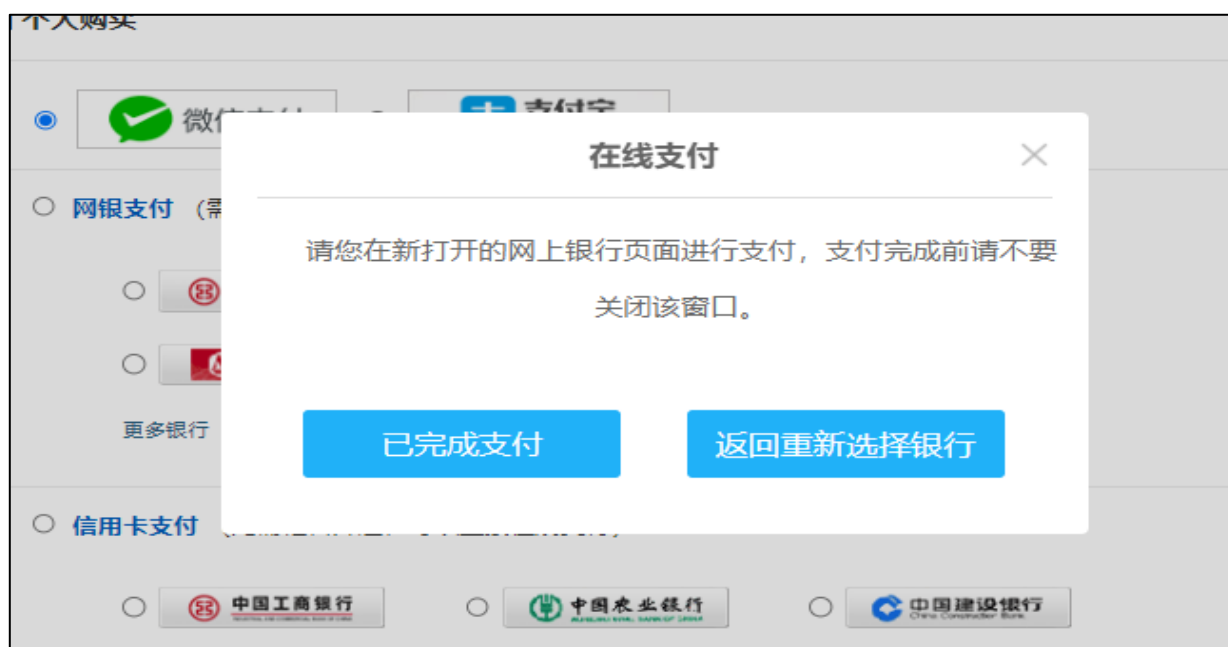 个人购买
微信支付
支付宝
在线支付
网银支付
请您在新打开的网上银行页面进行支付，支付完成前请不要
关闭该窗口。
更多银行
已完成支付
返回重新选择银行
信用卡支付
中国工商银行
中国农业银行
中国建设银行
China Construction Bank